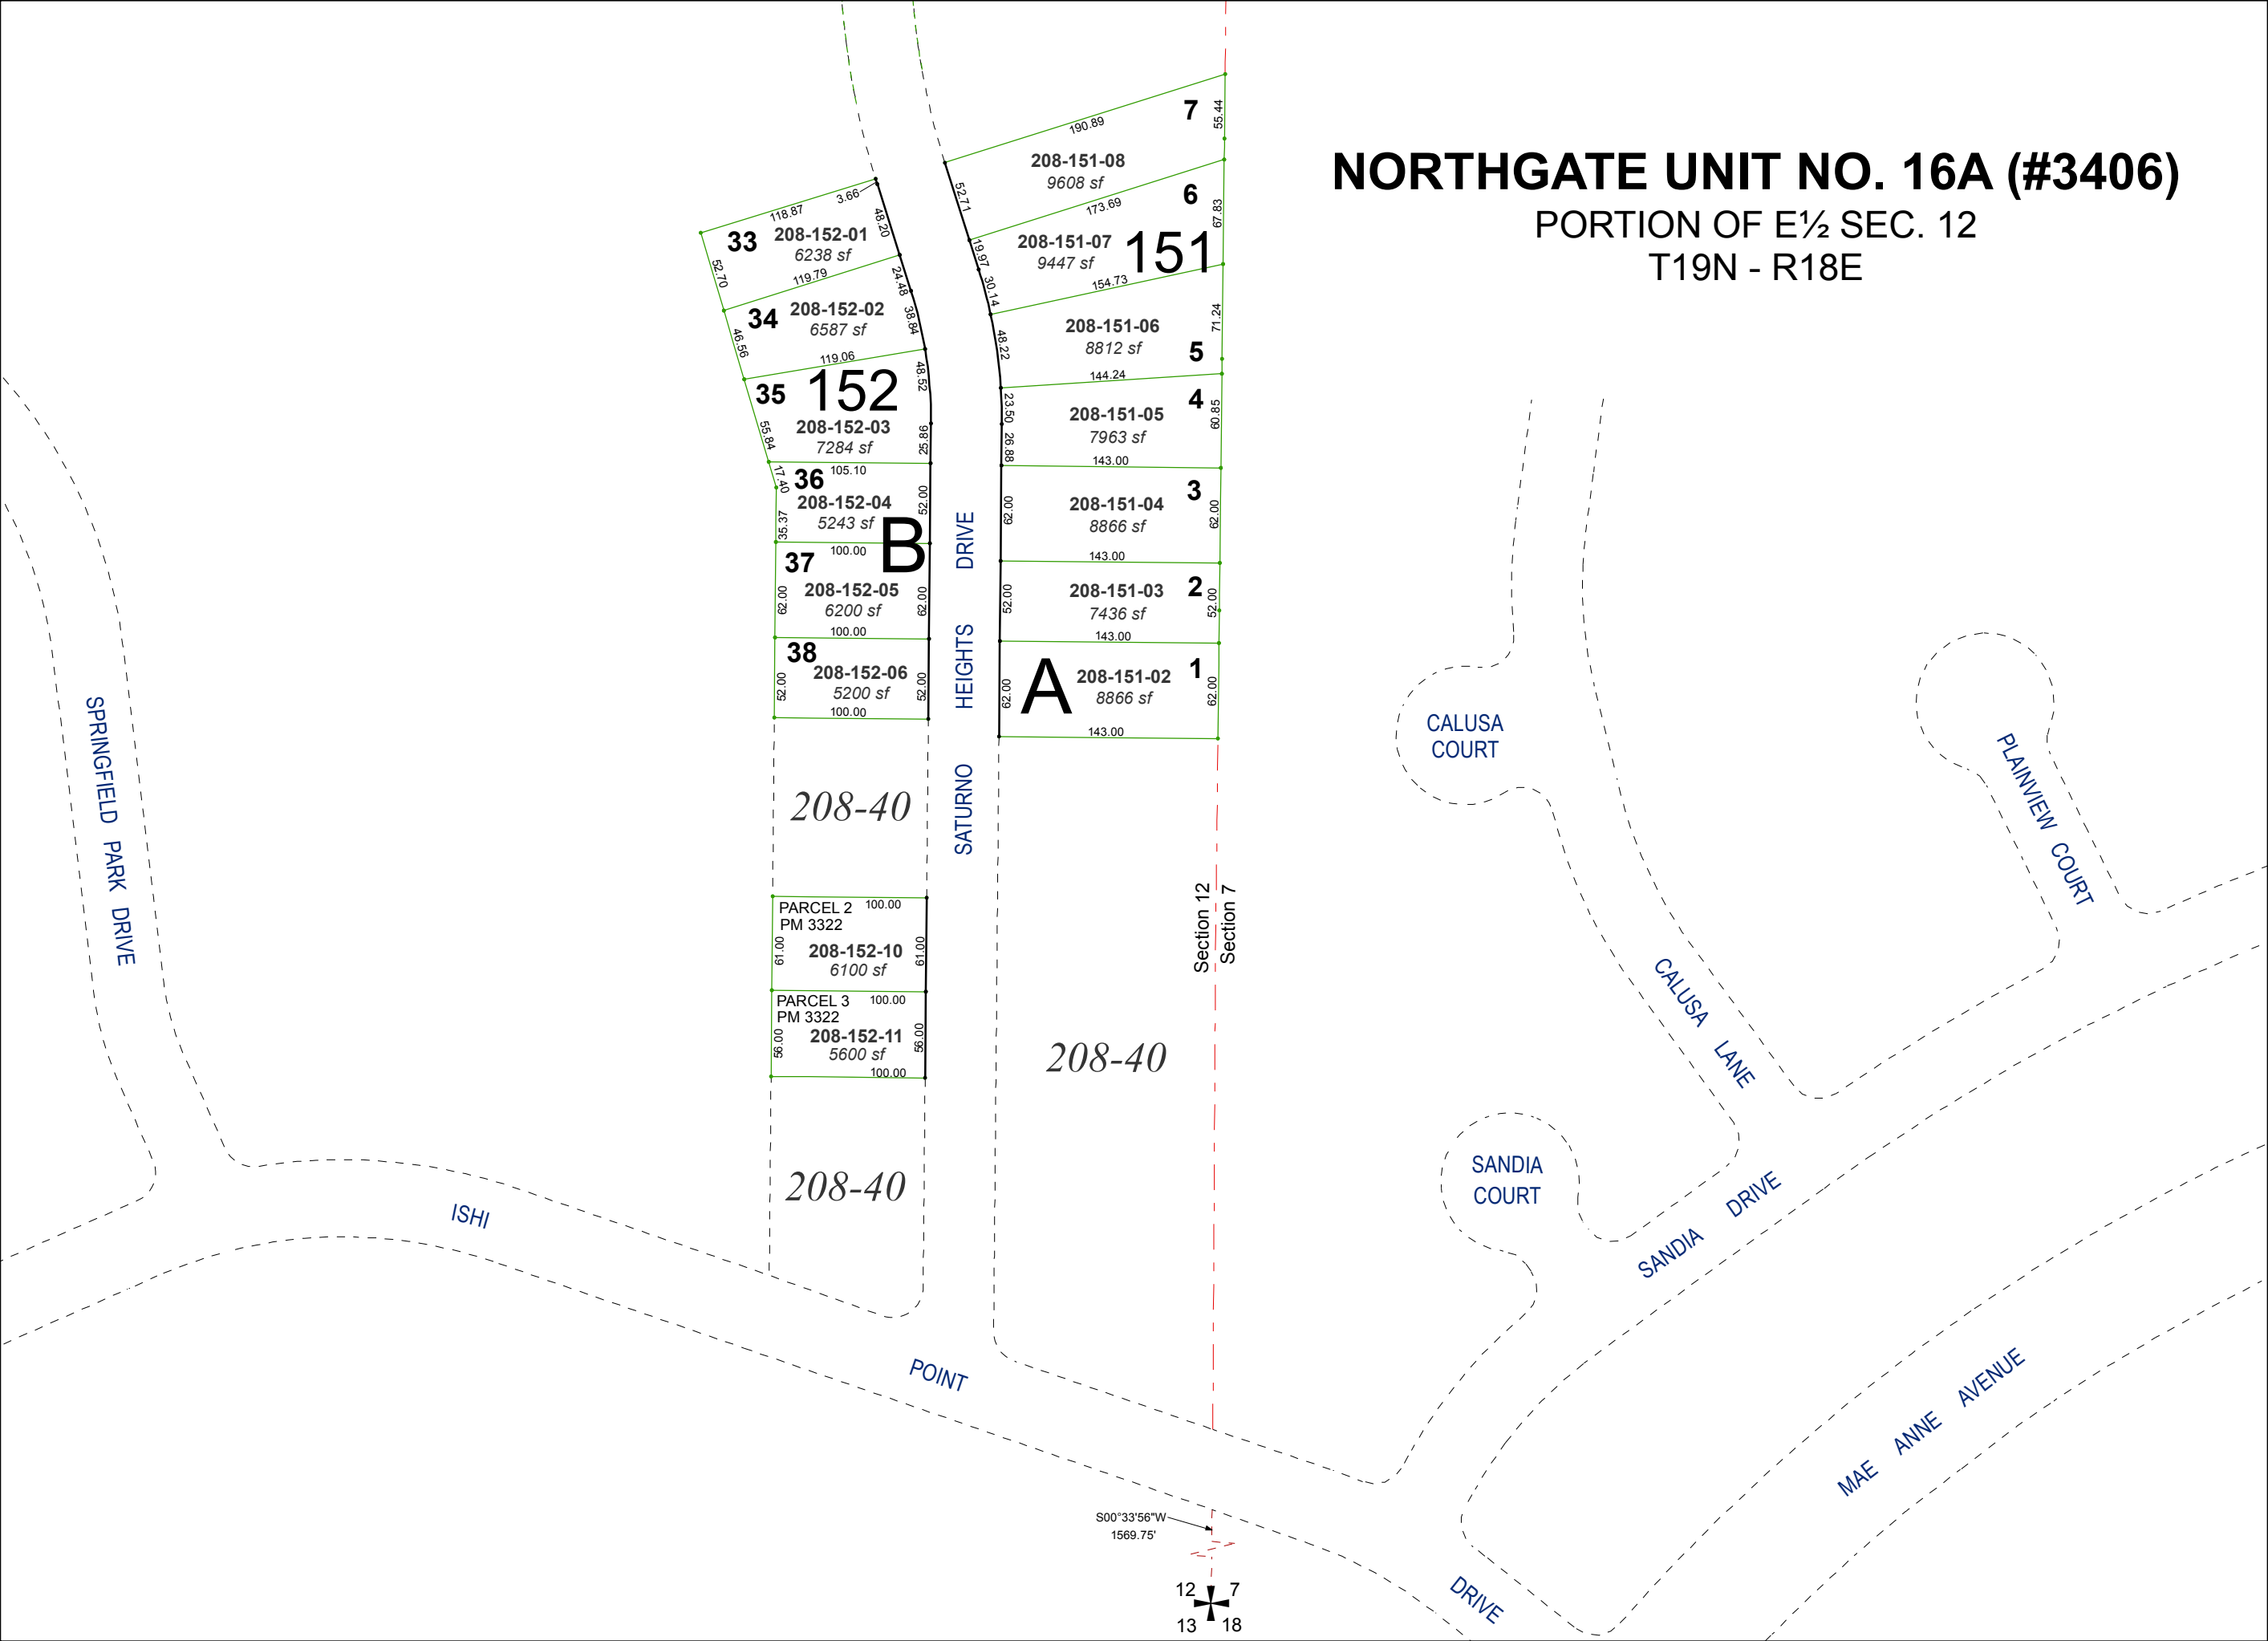 NORTHGATE UNIT NO. 16A (#3406)
PORTION OF E½ SEC. 12
T19N - R18E
7
55.44
190.89
208-151-08
9608 sf
52.71
6
67.83
173.69
208-151-07
9447 sf
151
19.97
30.14
154.73
71.24
208-151-06
8812 sf
5
48.22
144.24
4
208-151-05
7963 sf
60.85
23.50
26.88
143.00
3
208-151-04
8866 sf
62.00
62.00
143.00
2
208-151-03
7436 sf
52.00
52.00
143.00
1
A
208-151-02
8866 sf
62.00
62.00
143.00
118.87
3.66
33
208-152-01
6238 sf
48.20
52.70
119.79
24.48
34
208-152-02
6587 sf
38.84
46.56
119.06
35
152
48.52
208-152-03
7284 sf
55.84
25.86
105.10
17.40
36
208-152-04
5243 sf
52.00
35.37
B
100.00
37
208-152-05
6200 sf
62.00
62.00
100.00
38
208-152-06
5200 sf
52.00
52.00
100.00
208-40
PARCEL 2
PM 3322
100.00
208-152-10
6100 sf
61.00
61.00
PARCEL 3
PM 3322
100.00
208-152-11
5600 sf
56.00
56.00
100.00
208-40
208-40
SATURNO HEIGHTS DRIVE
Section 12
Section 7
SPRINGFIELD PARK DRIVE
ISHI POINT DRIVE
CALUSA
COURT
PLAINVIEW COURT
CALUSA LANE
SANDIA
COURT
SANDIA DRIVE
MAE ANNE AVENUE
S00°33'56"W
1569.75'
12 7
13 18